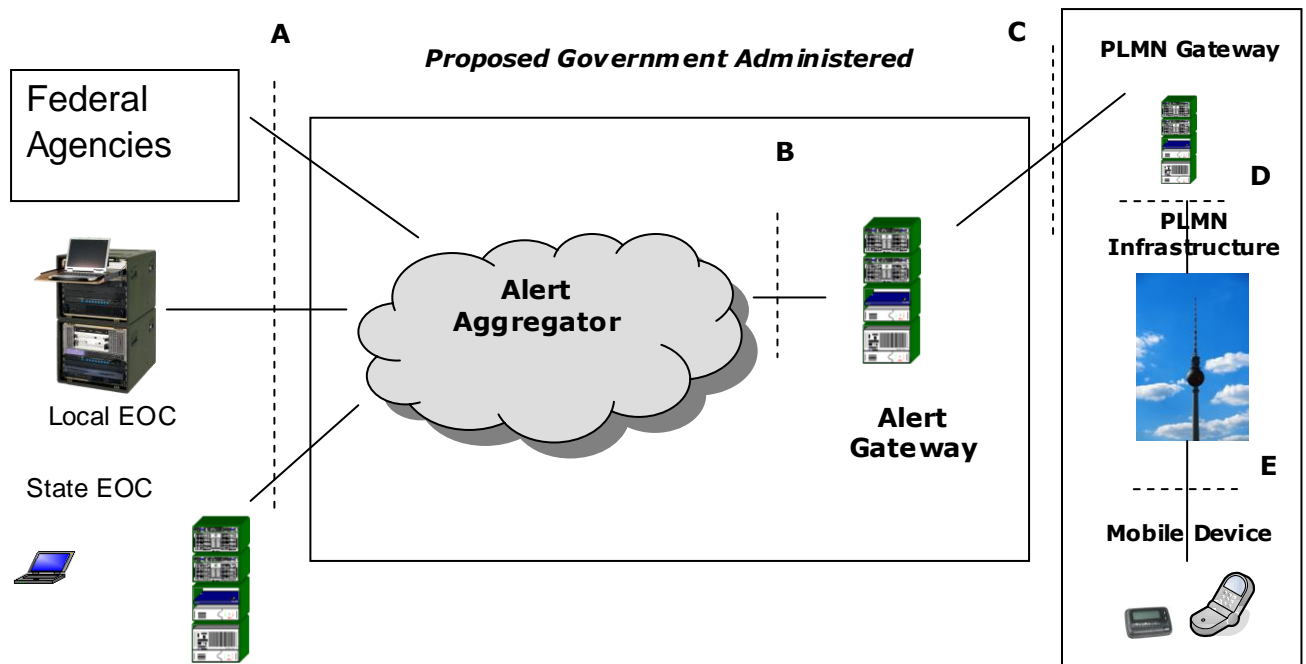 A
Proposed Government Administered
C
PLMN Gateway
Federal
Agencies
B
D
PLMN
Infrastructure
Alert
Aggregator
Local EOC
Alert
Gateway
State EOC
E
Mobile Device